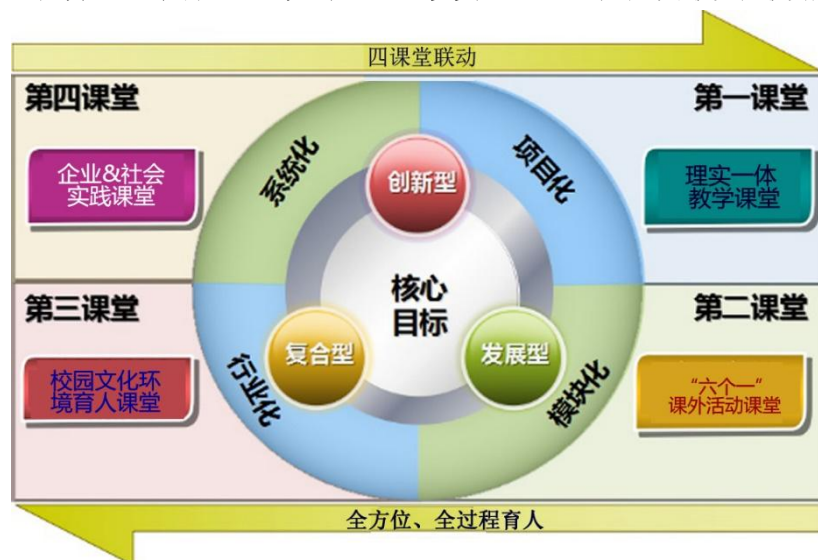 四课堂联动
第四课堂
企业&社会
实践课堂
系统化
创新型
项目化
第一课堂
理实一体
教学课堂
核心
目标
第三课堂
校园文化环
境育人课堂
行业化
复合型
发展型
模块化
第二课堂
“六个一”
课外活动课堂
全方位、全过程育人